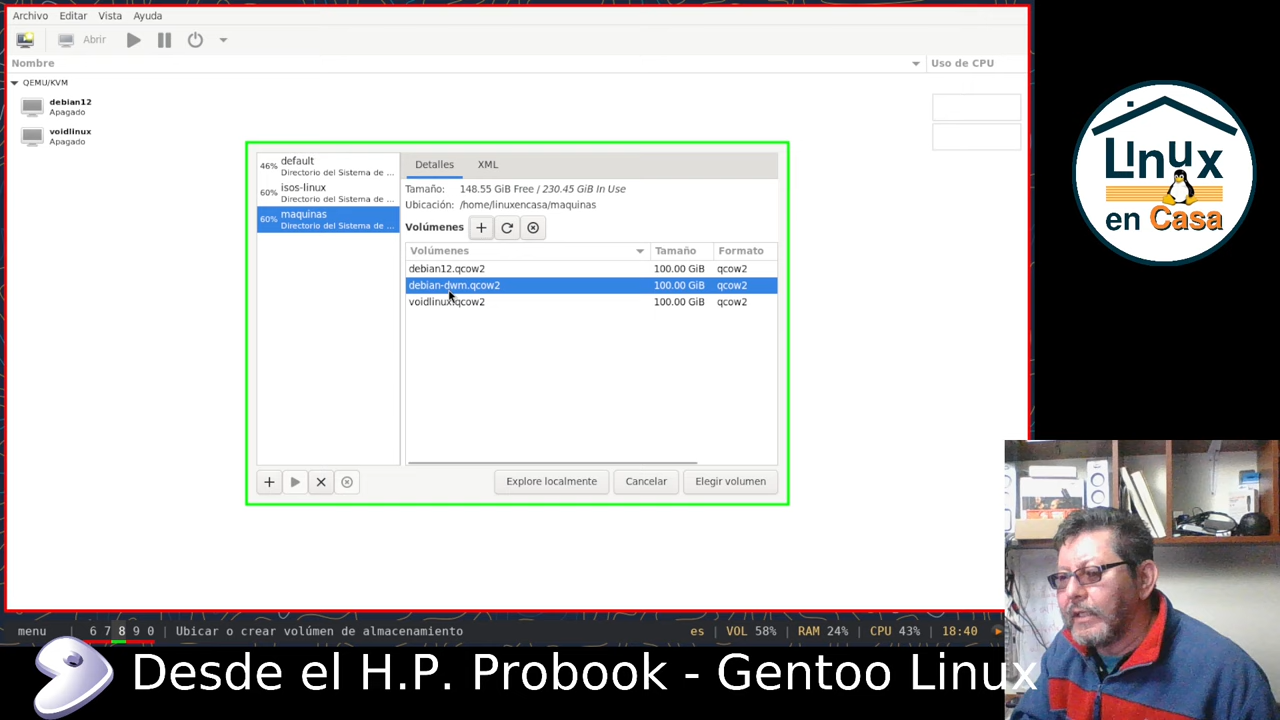 Archivo Editar Vista Ayuda
Abrir
Nombre Uso de CPU
QEMU/KVM
debian12
Apagado
voidlinux
Apagado
46% default
Directorio del Sistema de ...
60% isos-linux
Directorio del Sistema de ...
60% maquinas
Directorio del Sistema de ...
Detalles XML
Tamaño: 148.55 GiB Free / 230.45 GiB In Use
Ubicación: /home/linuxencasa/maquinas
Volúmenes
Volúmenes Tamaño Formato
debian12.qcow2 100.00 GiB qcow2
debian-dwm.qcow2 100.00 GiB qcow2
voidlinux.qcow2 100.00 GiB qcow2
Explore localmente Cancelar Elegir volumen
Linux
en Casa
menu | 6 7 8 9 0 | Ubicar o crear volúmen de almacenamiento es | VOL 58% | RAM 24% | CPU 43% | 18:40
Desde el H.P. Probook - Gentoo Linux